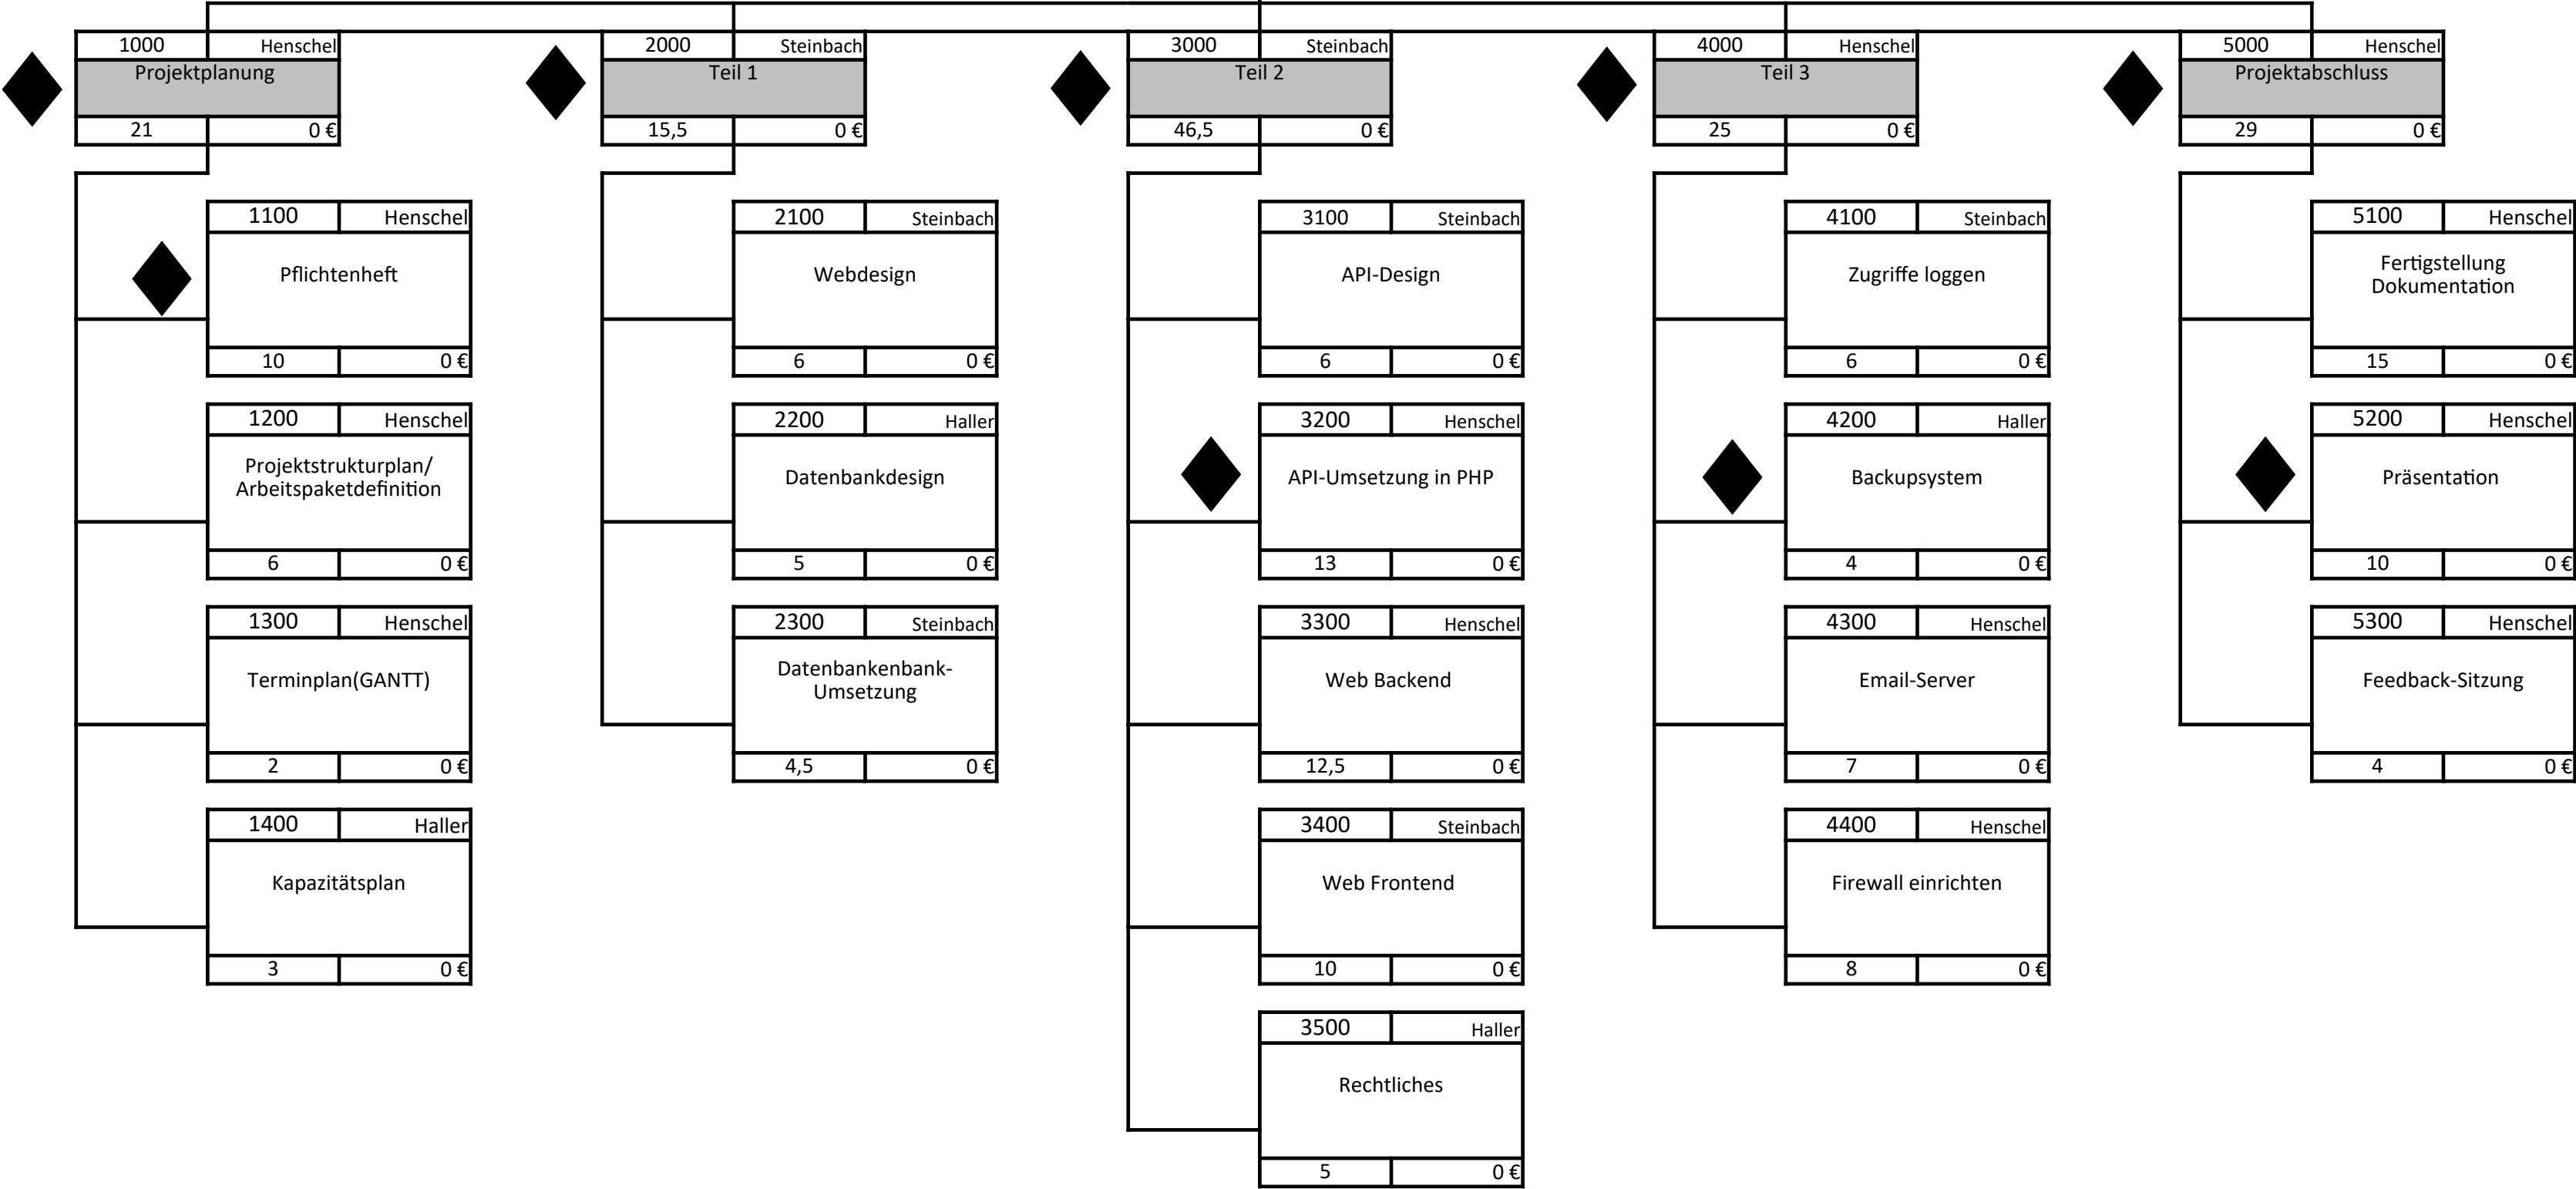 1000 Henschel
Projektplanung
21 0 €
1100 Henschel
Pflichtenheft
10 0 €
1200 Henschel
Projektstrukturplan/
Arbeitspaketdefinition
6 0 €
1300 Henschel
Terminplan(GANTT)
2 0 €
1400 Haller
Kapazitätsplan
3 0 €
2000 Steinbach
Teil 1
15,5 0 €
2100 Steinbach
Webdesign
6 0 €
2200 Haller
Datenbankdesign
5 0 €
2300 Steinbach
Datenbankenbank-
Umsetzung
4,5 0 €
3000 Steinbach
Teil 2
46,5 0 €
3100 Steinbach
API-Design
6 0 €
3200 Henschel
API-Umsetzung in PHP
13 0 €
3300 Henschel
Web Backend
12,5 0 €
3400 Steinbach
Web Frontend
10 0 €
3500 Haller
Rechtliches
5 0 €
4000 Henschel
Teil 3
25 0 €
4100 Steinbach
Zugriffe loggen
6 0 €
4200 Haller
Backupsystem
4 0 €
4300 Henschel
Email-Server
7 0 €
4400 Henschel
Firewall einrichten
8 0 €
5000 Henschel
Projektabschluss
29 0 €
5100 Henschel
Fertigstellung
Dokumentation
15 0 €
5200 Henschel
Präsentation
10 0 €
5300 Henschel
Feedback-Sitzung
4 0 €